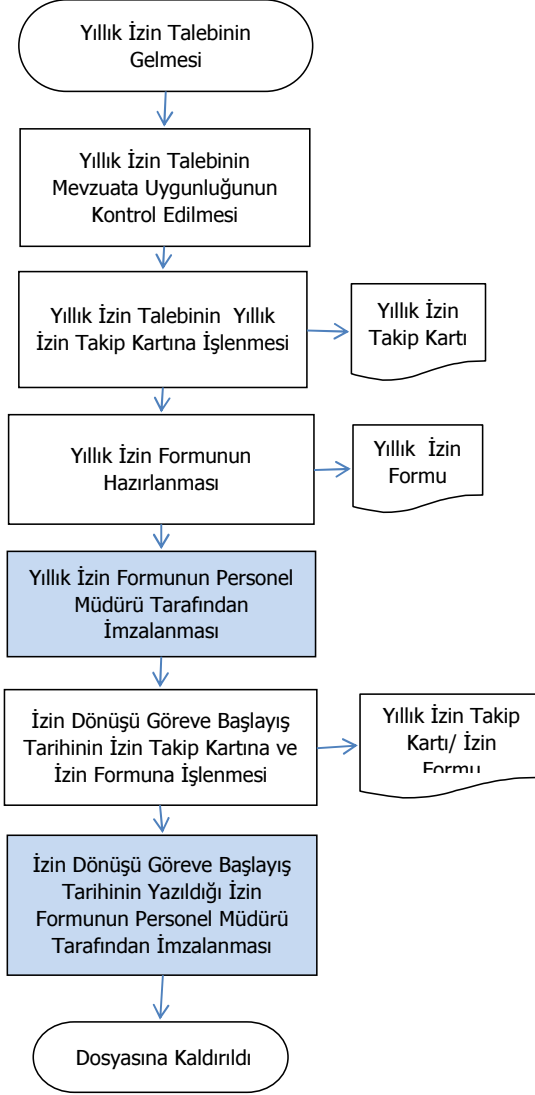 Yıllık İzin Talebinin
Gelmesi
Yıllık İzin Talebinin
Mevzuata Uygunluğunun
Kontrol Edilmesi
Yıllık İzin Talebinin  Yıllık
İzin Takip Kartına İşlenmesi
Yıllık İzin
Takip Kartı
Yıllık İzin Formunun
Hazırlanması
Yıllık  İzin
Formu
Yıllık İzin Formunun Personel
Müdürü Tarafından
İmzalanması
İzin Dönüşü Göreve Başlayış
Tarihinin İzin Takip Kartına ve
İzin Formuna İşlenmesi
Yıllık İzin Takip
Kartı/ İzin
Formu
İzin Dönüşü Göreve Başlayış
Tarihinin Yazıldığı İzin
Formunun Personel Müdürü
Tarafından İmzalanması
Dosyasına Kaldırıldı